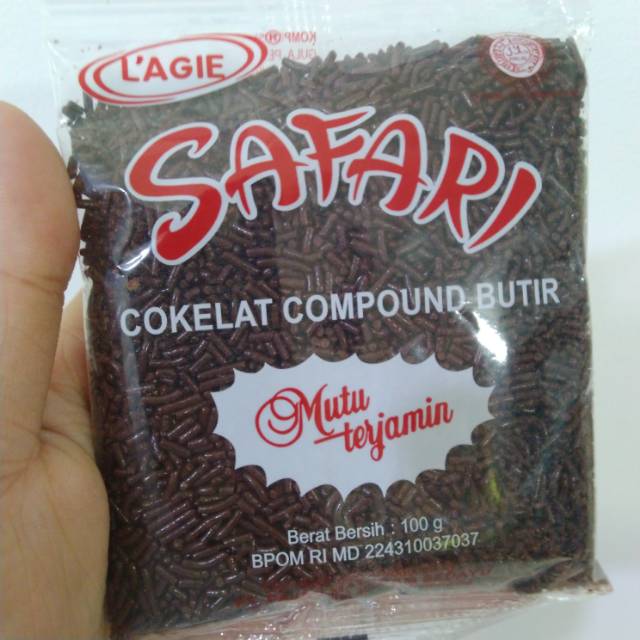 L'AGIE
SAFARI
COKELAT COMPOUND BUTIR
Mutu
terjamin
Berat Bersih : 100 g
BPOM RI MD 224310037037